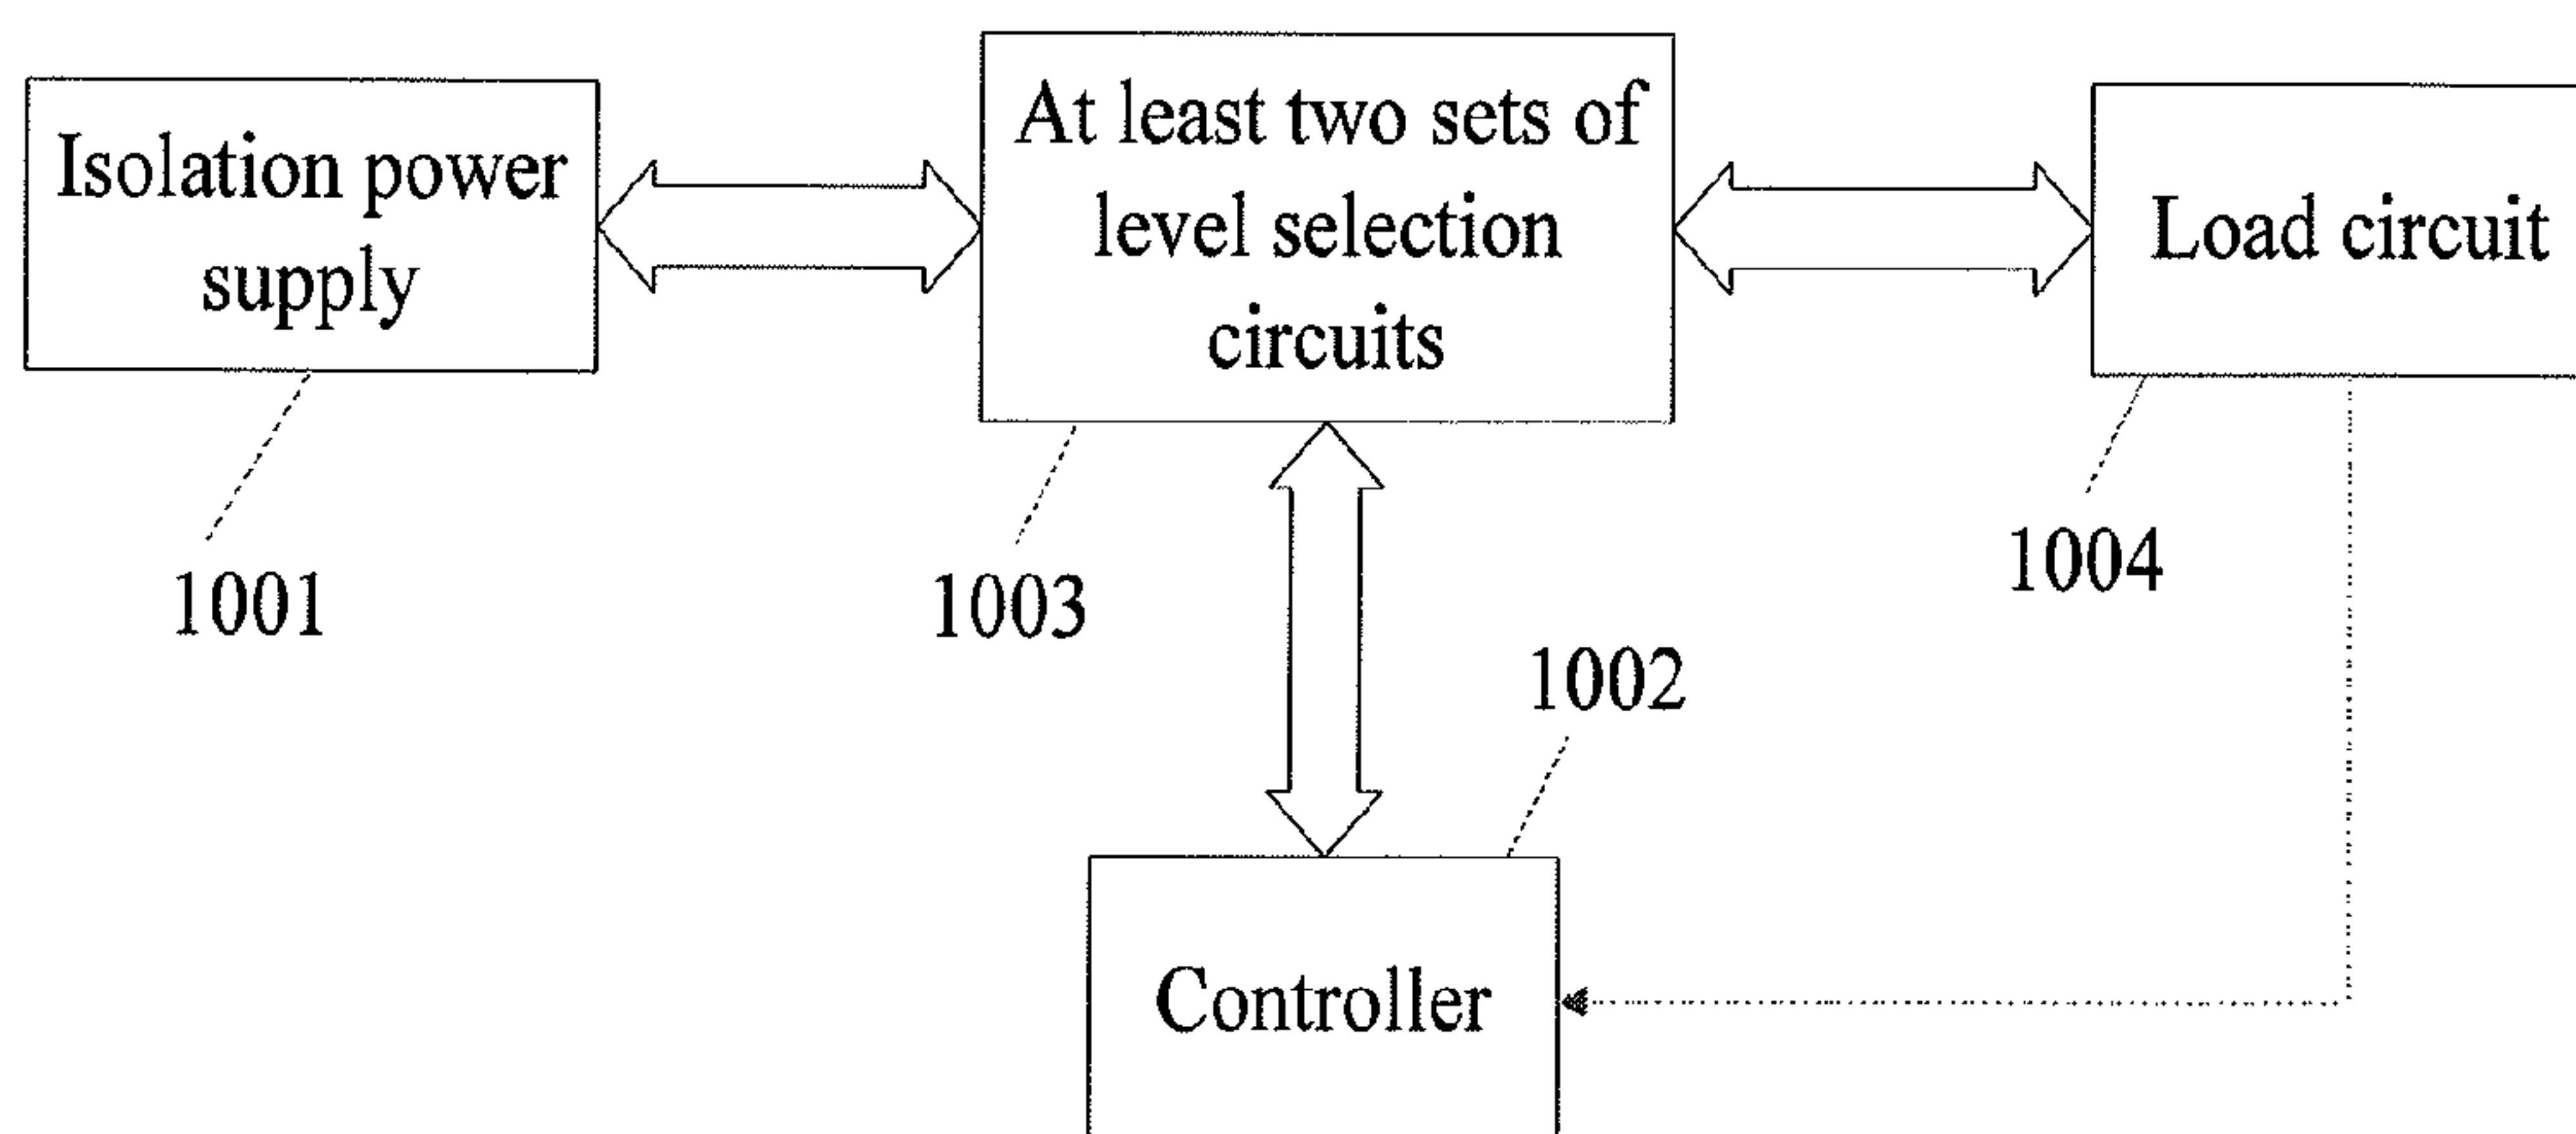 Isolation power
supply
At least two sets of
level selection
circuits
Load circuit
1001
1003
1004
1002
Controller